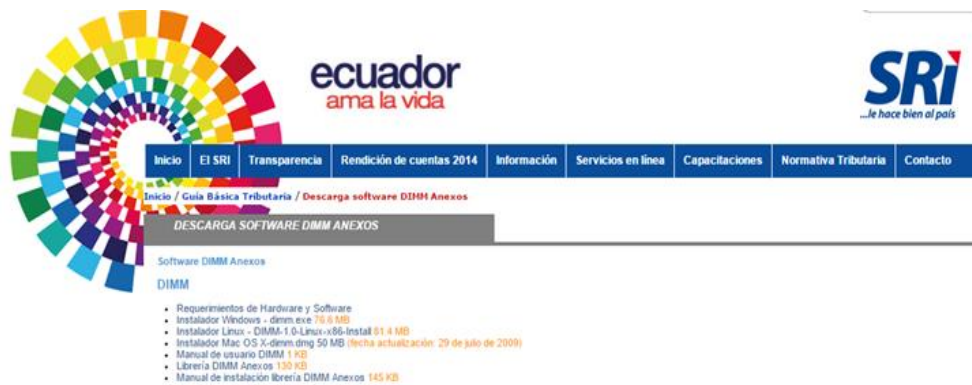 ecuador
ama la vida
SRi
...le hace bien al país
Inicio El SRI Transparencia Rendición de cuentas 2014 Información Servicios en línea Capacitaciones Normativa Tributaria Contacto
Inicio / Guía Básica Tributaria / Descarga software DIMM Anexos
DESCARGA SOFTWARE DIMM ANEXOS
Software DIMM Anexos
DIMM
• Requerimientos de Hardware y Software
• Instalador Windows - dimm.exe 76.6 MB
• Instalador Linux - DIMM-1.0-Linux-x86-Install 81.4 MB
• Instalador Mac OS X-dimm.dmg 50 MB (fecha actualización: 29 de julio de 2009)
• Manual de usuario DIMM 1 KB
• Librería DIMM Anexos 130 KB
• Manual de instalación librería DIMM Anexos 145 KB